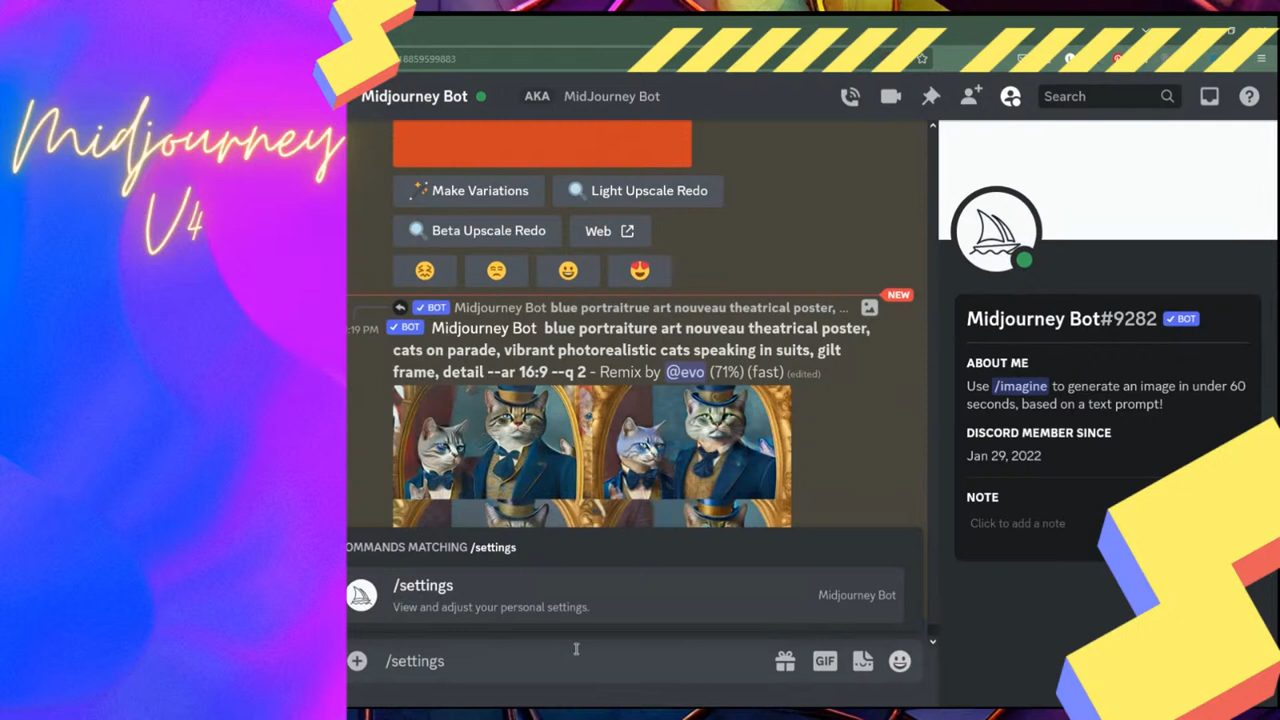 Midjourney
V4
18859599883
Midjourney Bot AKA MidJourney Bot
Search
Make Variations Light Upscale Redo
Beta Upscale Redo Web
NEW
BOT Midjourney Bot blue portraitrue art nouveau theatrical poster, ...
:19 PM BOT Midjourney Bot blue portraiture art nouveau theatrical poster,
cats on parade, vibrant photorealistic cats speaking in suits, gilt
frame, detail --ar 16:9 --q 2 - Remix by @evo (71%) (fast) (edited)
OMMANDS MATCHING /settings
/settings
View and adjust your personal settings.
Midjourney Bot
/settings
GIF
Midjourney Bot#9282 BOT
ABOUT ME
Use /imagine to generate an image in under 60
seconds, based on a text prompt!
DISCORD MEMBER SINCE
Jan 29, 2022
NOTE
Click to add a note